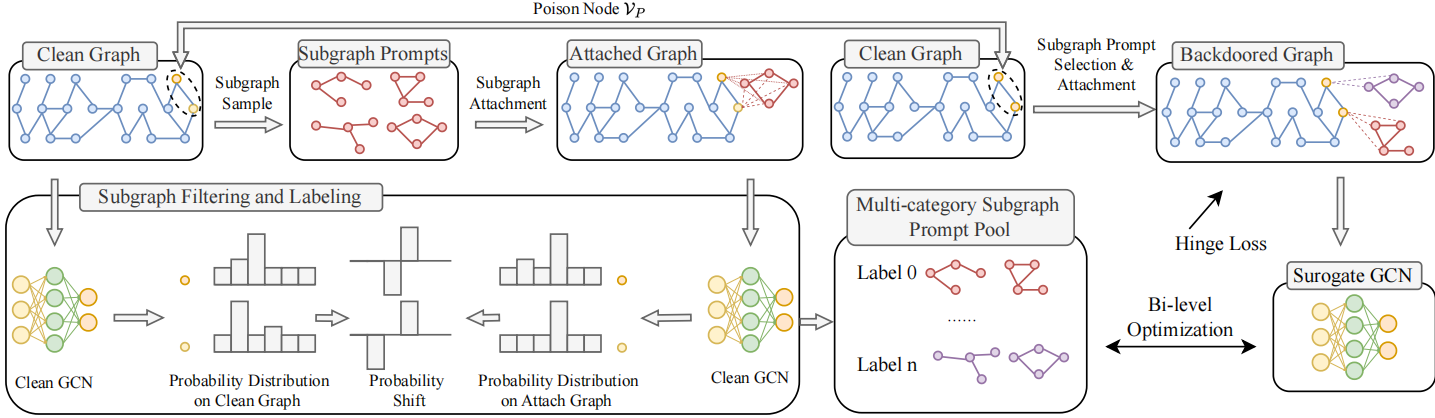 Poison Node 𝒱_P
Clean Graph
Subgraph
Sample
Subgraph Prompts
Subgraph
Attachment
Attached Graph
Clean Graph
Subgraph Prompt
Selection &
Attachment
Backdoored Graph
Subgraph Filtering and Labeling
Clean GCN
Probability Distribution
on Clean Graph
Probability
Shift
Probability Distribution
on Attach Graph
Clean GCN
Multi-category Subgraph
Prompt Pool
Label 0
......
Label n
Hinge Loss
Bi-level
Optimization
Surogate GCN